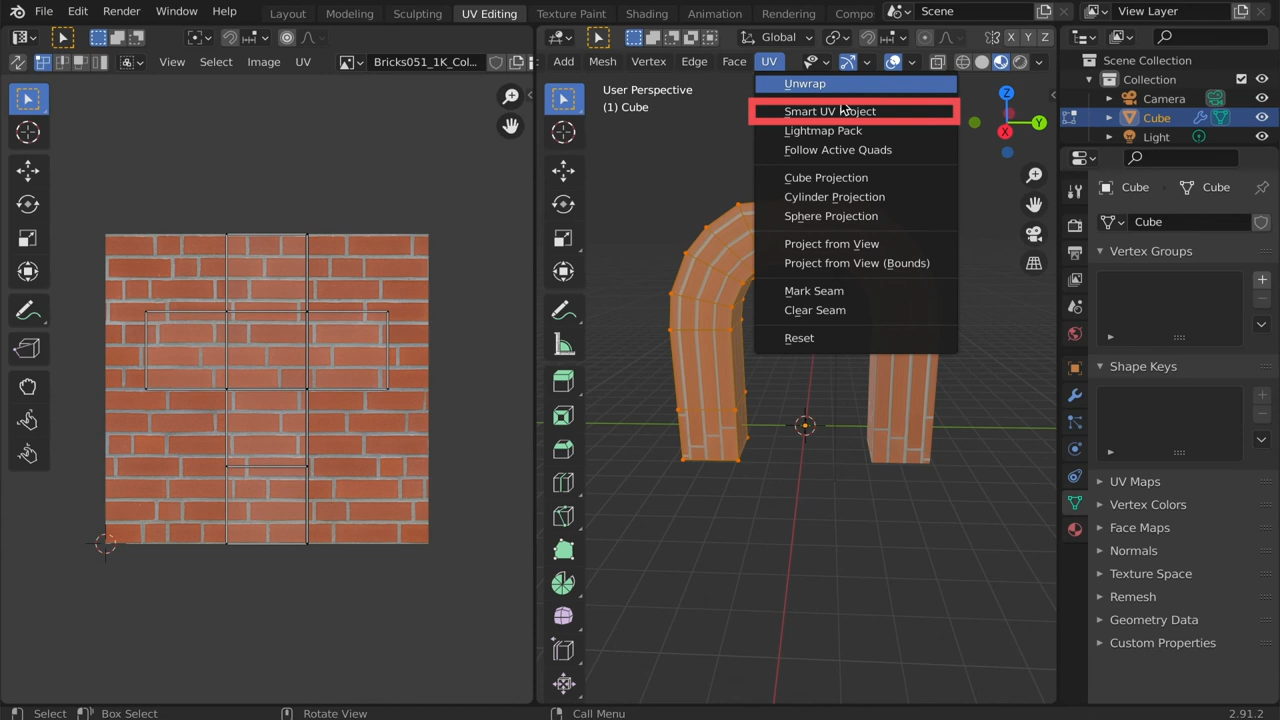 File Edit Render Window Help Layout Modeling Sculpting UV Editing Texture Paint Shading Animation Rendering Compo Scene View Layer
Global X Y Z
View Select Image UV Bricks051_1K_Col... Add Mesh Vertex Edge Face UV
Scene Collection
Collection
Camera
Cube
Light
User Perspective
(1) Cube
Unwrap
Smart UV Project
Lightmap Pack
Follow Active Quads
Cube Projection
Cylinder Projection
Sphere Projection
Project from View
Project from View (Bounds)
Mark Seam
Clear Seam
Reset
Z
Y
X
Cube Cube
Cube
Vertex Groups
Shape Keys
UV Maps
Vertex Colors
Face Maps
Normals
Texture Space
Remesh
Geometry Data
Custom Properties
Select Box Select Rotate View Call Menu 2.91.2